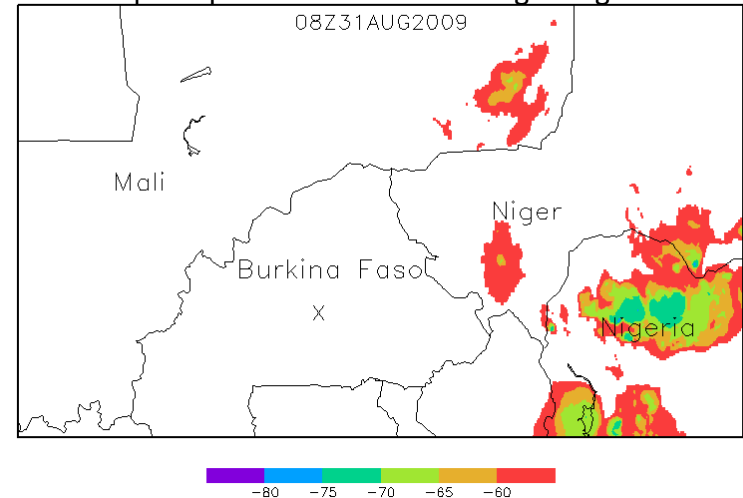 08Z31AUG2009
Mali
Niger
Burkina Faso
X
Nigeria
-80 -75 -70 -65 -60